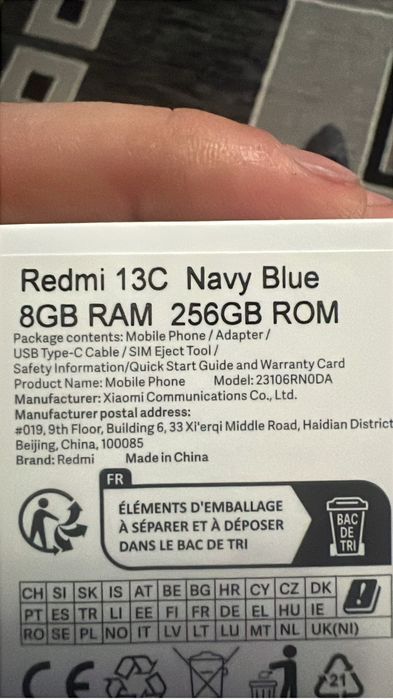 Redmi 13C Navy Blue
8GB RAM 256GB ROM
Package contents: Mobile Phone / Adapter /
USB Type-C Cable / SIM Eject Tool /
Safety Information/Quick Start Guide and Warranty Card
Product Name: Mobile Phone Model: 23106RN0DA
Manufacturer: Xiaomi Communications Co., Ltd.
Manufacturer postal address:
#019, 9th Floor, Building 6, 33 Xi'erqi Middle Road, Haidian District
Beijing, China, 100085
Brand: Redmi Made in China
FR
ÉLÉMENTS D'EMBALLAGE
À SÉPARER ET À DÉPOSER
DANS LE BAC DE TRI
BAC
DE
TRI
CH SI SK IS AT BE BG HR CY CZ DK
PT ES TR LI EE FI FR DE EL HU IE
RO SE PL NO IT LV LT LU MT NL UK(NI)
CE
21